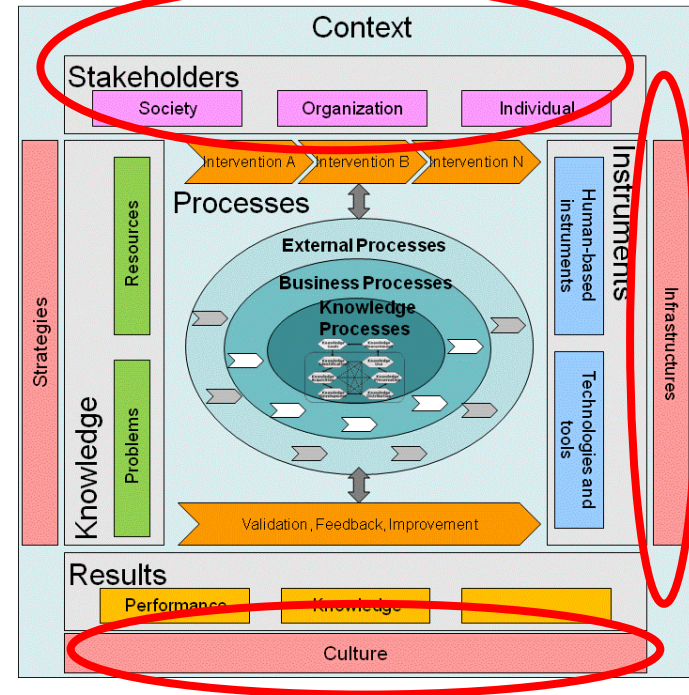 Context
Stakeholders
Society
Organization
Individual
Intervention A
Intervention B
Intervention N
Strategies
Knowledge
Resources
Problems
Processes
External Processes
Business Processes
Knowledge
Processes
Instruments
Human-based
instruments
Technologies and
tools
Infrastructures
Validation, Feedback, Improvement
Results
Performance
Knowledge
Culture